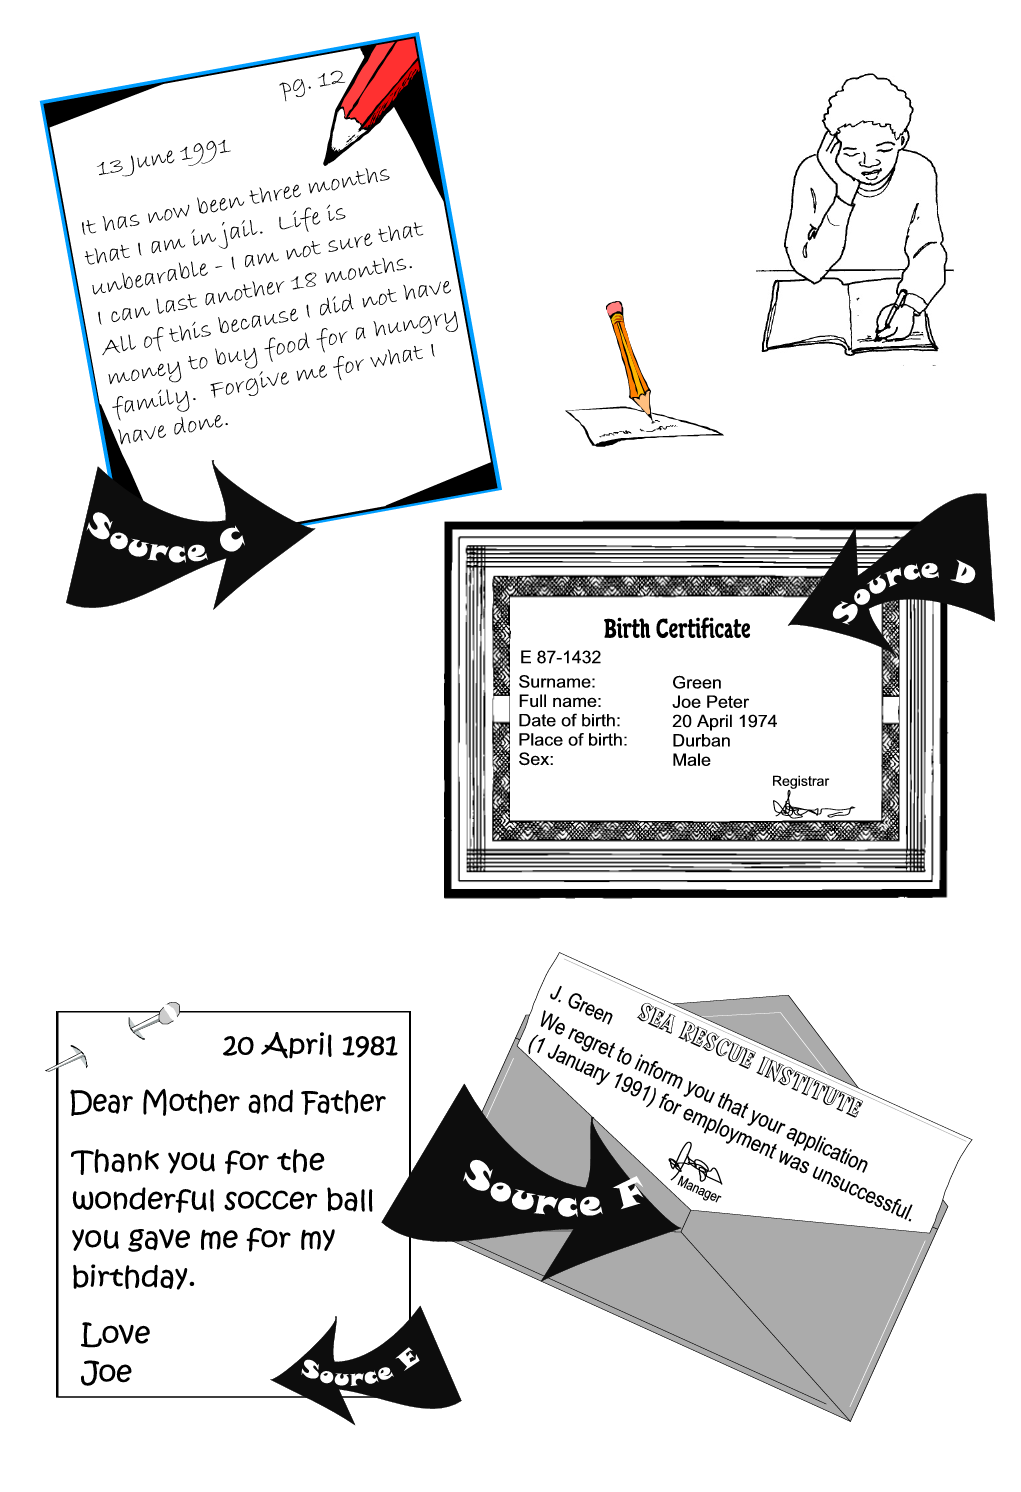 pg. 12
13 June 1991
It has now been three months
that I am in jail. Life is
unbearable - I am not sure that
I can last another 18 months.
All of this because I did not have
money to buy food for a hungry
family. Forgive me for what I
have done.
Source C
Source D
Birth Certificate
E 87-1432
Surname: Green
Full name: Joe Peter
Date of birth: 20 April 1974
Place of birth: Durban
Sex: Male
Registrar
20 April 1981
Dear Mother and Father
Thank you for the
wonderful soccer ball
you gave me for my
birthday.
Love
Joe
Source E
SEA RESCUE INSTITUTE
J. Green
We regret to inform you that your application
(1 January 1991) for employment was unsuccessful.
Manager
Source F